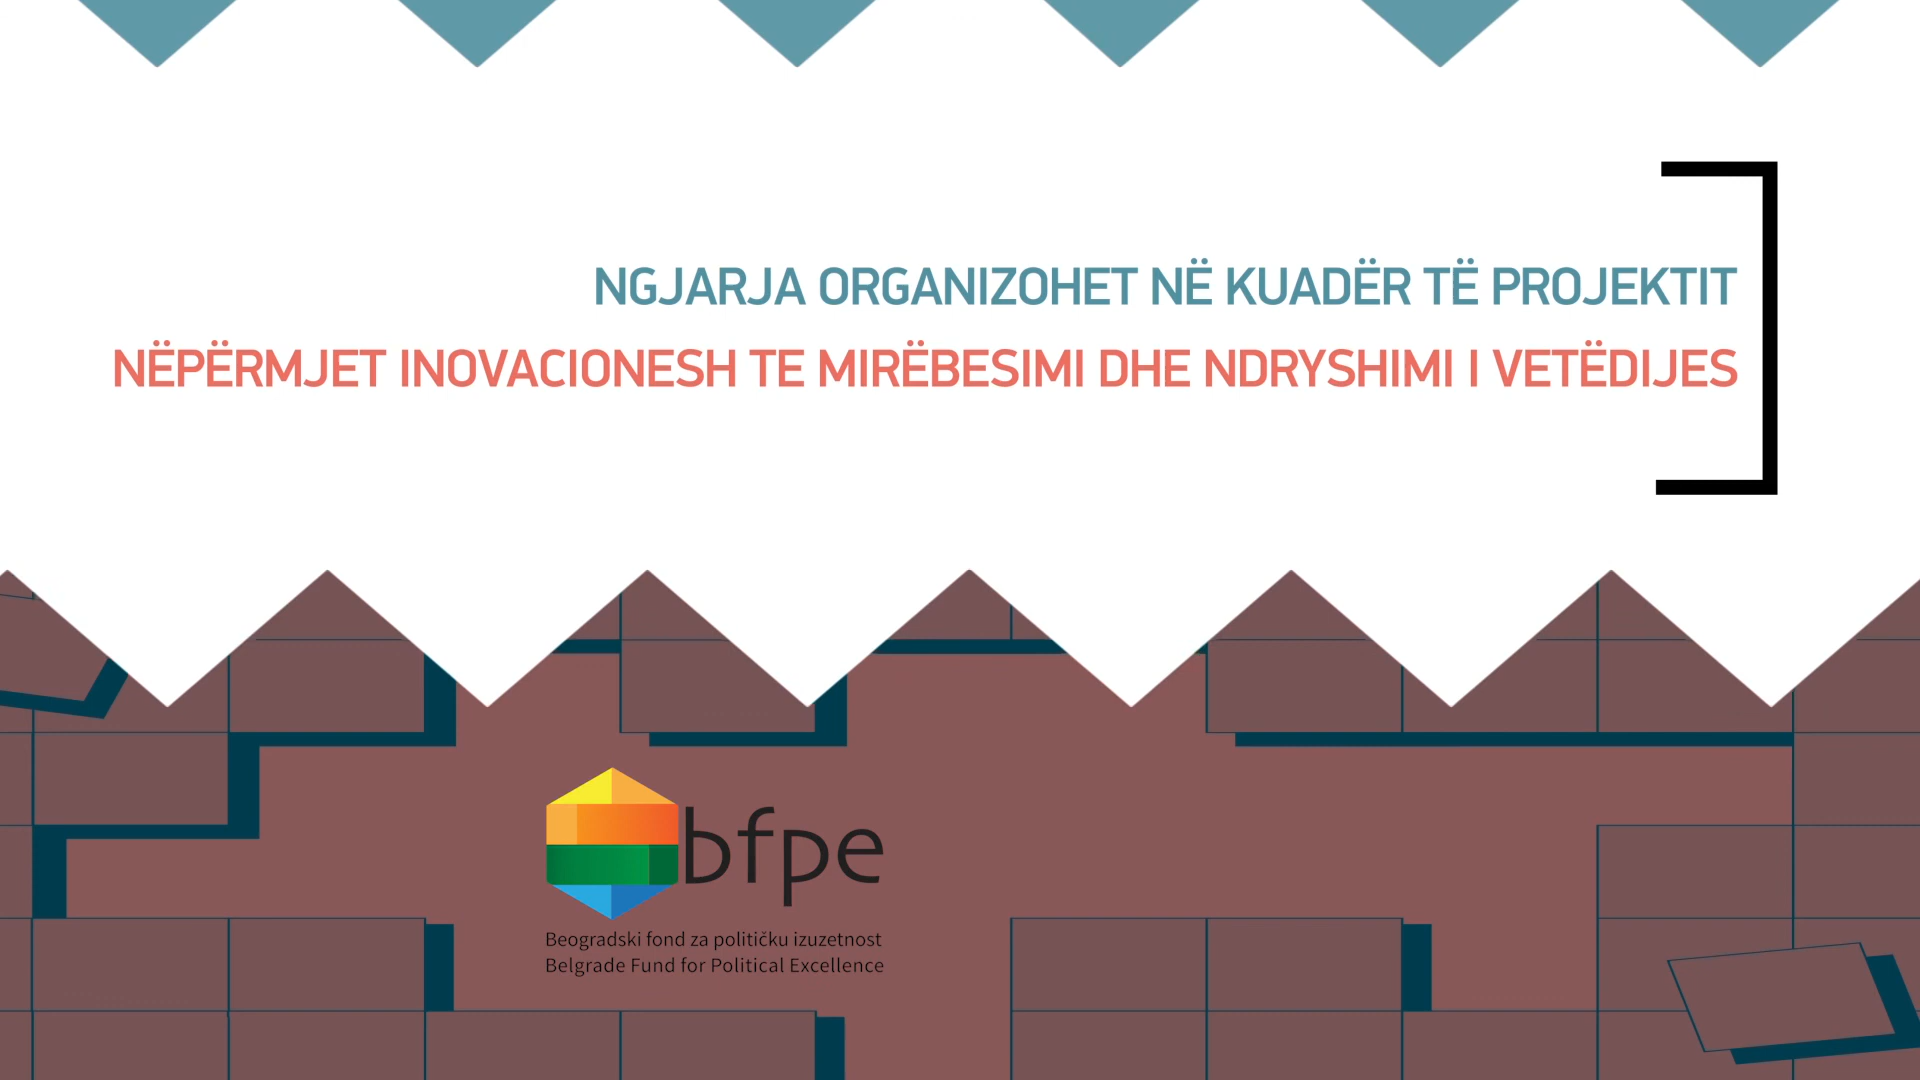 NGJARJA ORGANIZOHET NË KUADËR TË PROJEKTIT
NËPËRMJET INOVACIONESH TE MIRËBESIMI DHE NDRYSHIMI I VETËDIJES
bfpe
Beogradski fond za političku izuzetnost
Belgrade Fund for Political Excellence